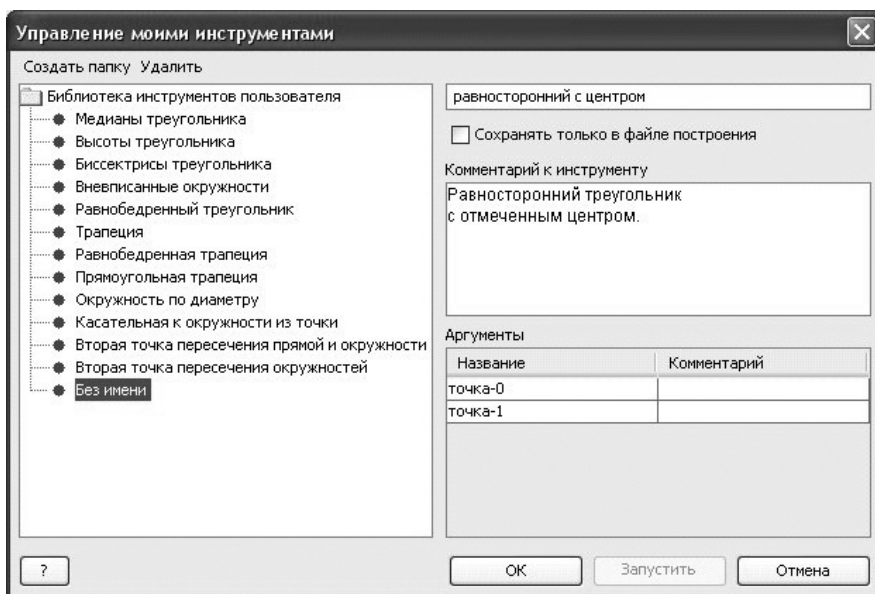 Управление моими инструментами
Создать папку Удалить
Библиотека инструментов пользователя
Медианы треугольника
Высоты треугольника
Биссектрисы треугольника
Вневписанные окружности
Равнобедренный треугольник
Трапеция
Равнобедренная трапеция
Прямоугольная трапеция
Окружность по диаметру
Касательная к окружности из точки
Вторая точка пересечения прямой и окружности
Вторая точка пересечения окружностей
Без имени
равносторонний с центром
Сохранять только в файле построения
Комментарий к инструменту
Равносторонний треугольник
с отмеченным центром.
Аргументы
Название Комментарий
точка-0
точка-1
? ОК Запустить Отмена